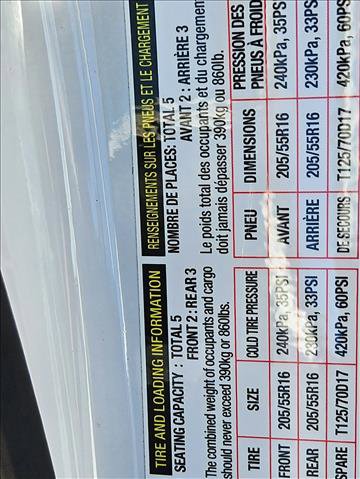 TIRE AND LOADING INFORMATION
SEATING CAPACITY : TOTAL 5
FRONT 2 : REAR 3
The combined weight of occupants and cargo
should never exceed 390kg or 860lbs.
TIRE SIZE COLD TIRE PRESSURE
FRONT 205/55R16 240kPa, 35PSI
REAR 205/55R16 230kPa, 33PSI
SPARE T125/70D17 420kPa, 60PSI
RENSEIGNEMENTS SUR LES PNEUS ET LE CHARGEMENT
NOMBRE DE PLACES: TOTAL 5
AVANT 2 : ARRIÈRE 3
Le poids total des occupants et du chargement
doit jamais dépasser 390kg ou 860lb.
PNEU DIMENSIONS PRESSION DES
PNEUS À FROID
AVANT 205/55R16 240kPa, 35PSI
ARRIÈRE 205/55R16 230kPa, 33PSI
DE SECOURS T125/70D17 420kPa, 60PSI